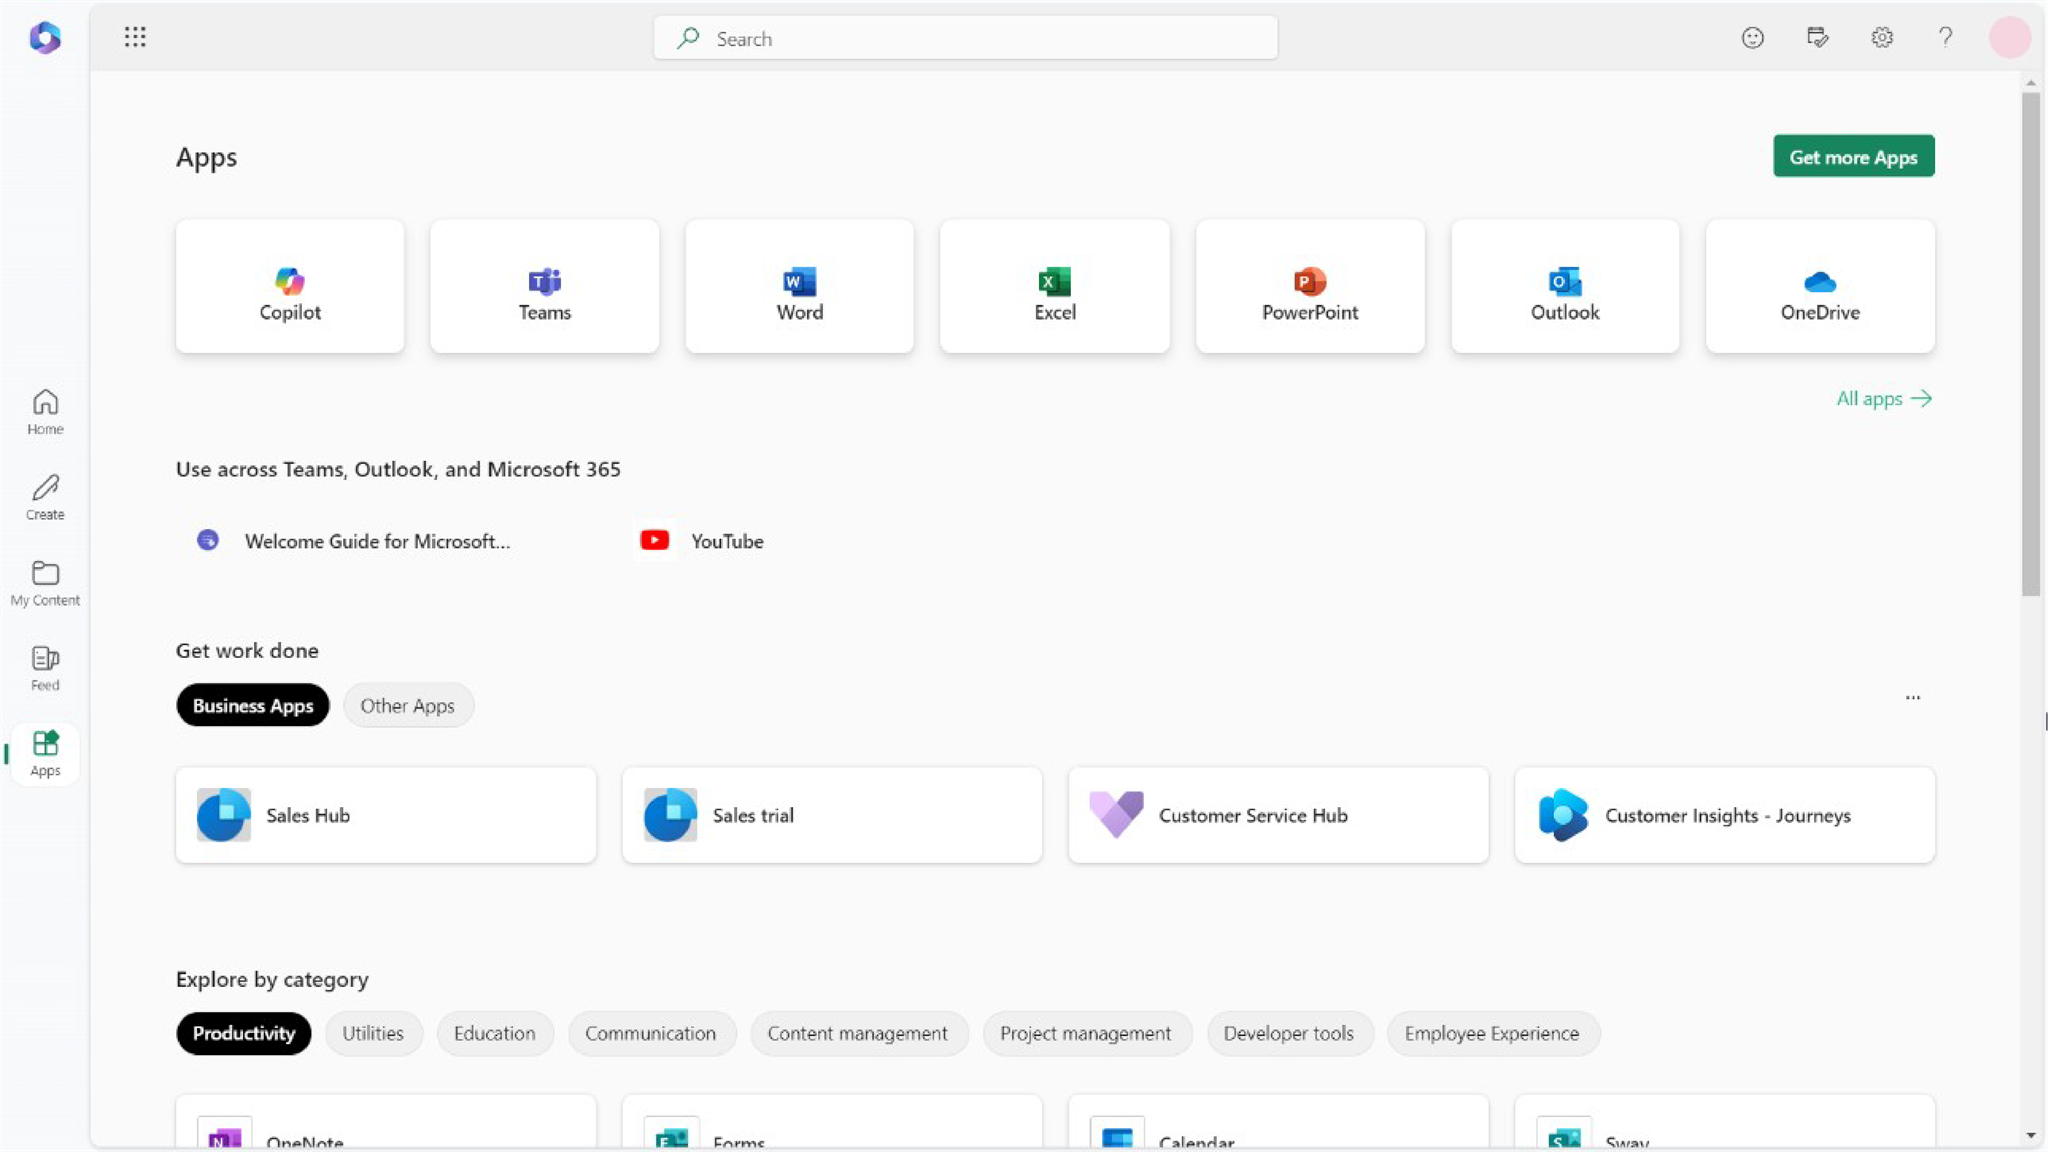 Search
Apps
Get more Apps
Copilot
Teams
Word
Excel
PowerPoint
Outlook
OneDrive
All apps
Home
Create
My Content
Feed
Apps
Use across Teams, Outlook, and Microsoft 365
Welcome Guide for Microsoft...
YouTube
Get work done
Business Apps
Other Apps
...
Sales Hub
Sales trial
Customer Service Hub
Customer Insights - Journeys
Explore by category
Productivity
Utilities
Education
Communication
Content management
Project management
Developer tools
Employee Experience
OneNote
Forms
Calendar
Sway